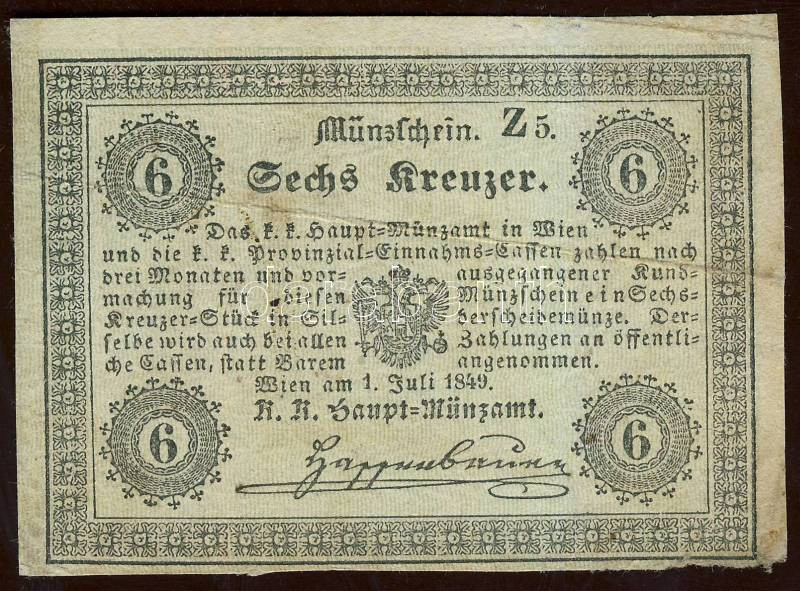 Münzschein. Z 5.
6 6
Sechs Kreuzer.
Das k. k. Haupt=Münzamt in Wien
und die k. k. Provinzial=Einnahms=Cassen zahlen nach
drei Monaten und vor= ausgegangener Kund=
machung für diesen Münzschein ein Sechs=
Kreuzer=Stück in Sil= berscheidemünze. Der=
selbe wird auch bei allen Zahlungen an öffentli=
che Cassen, statt Barem angenommen.
Wien am 1. Juli 1849.
K. K. Haupt=Münzamt.
6 6
Hassenbauer
darabanth.com